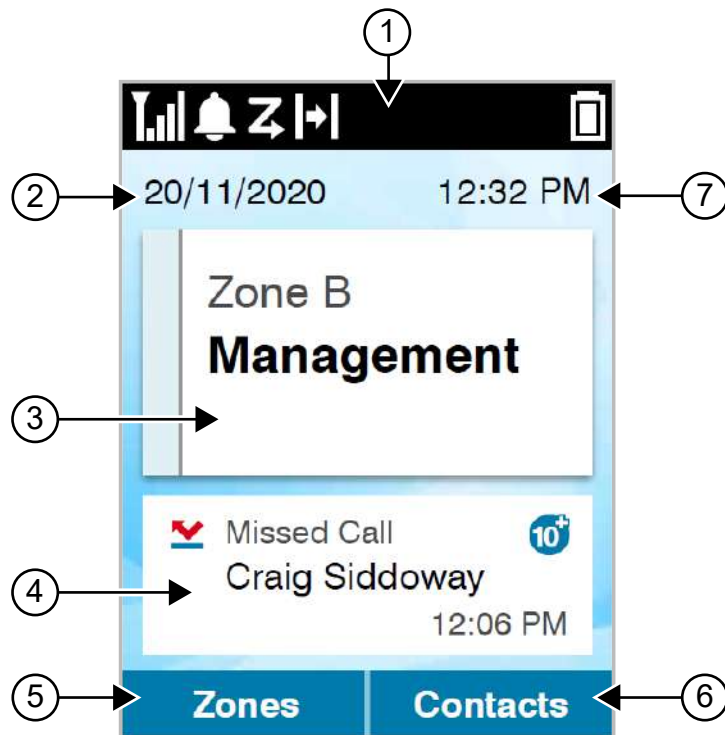 1
2
20/11/2020 12:32 PM
7
Zone B
Management
3
Missed Call 10+
Craig Siddoway
4
12:06 PM
5
Zones Contacts
6